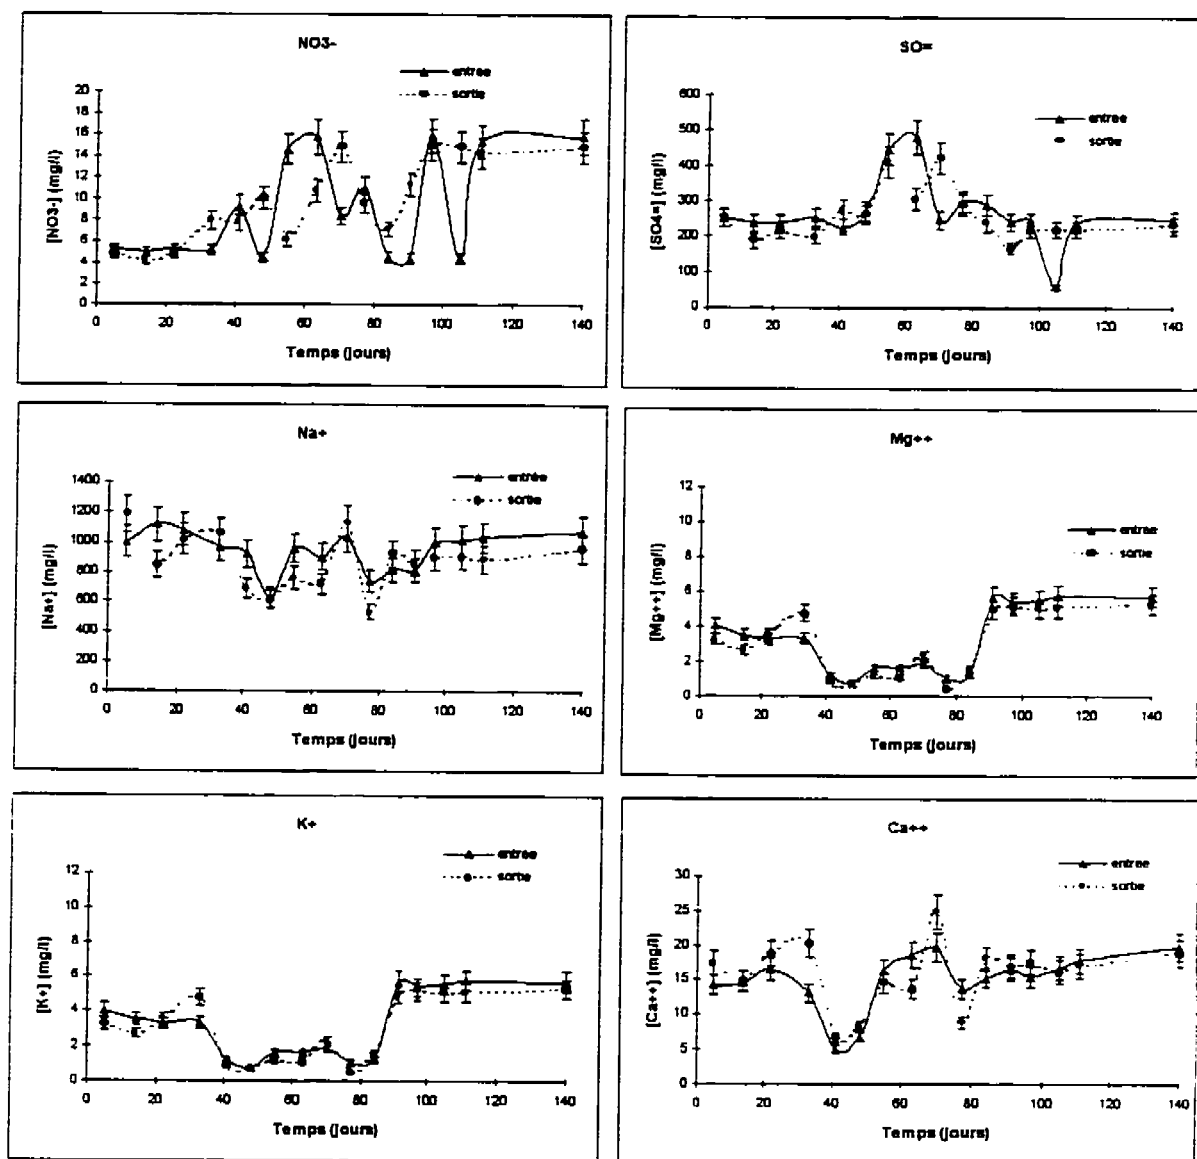 NO3-
entree
sortie
[NO3-] (mg/l)
20
18
16
14
12
10
8
6
4
2
0
0 20 40 60 80 100 120 140
Temps (jours)
SO=
entree
sortie
[SO4=] (mg/l)
600
500
400
300
200
100
0
0 20 40 60 80 100 120 140
Temps (jours)
Na+
entrée
sortie
[Na+] (mg/l)
1400
1200
1000
800
600
400
200
0
0 20 40 60 80 100 120 140
Temps (jours)
Mg++
entree
sortie
[Mg++] (mg/l)
12
10
8
6
4
2
0
0 20 40 60 80 100 120 140
Temps (jours)
K+
entree
sortie
[K+] (mg/l)
12
10
8
6
4
2
0
0 20 40 60 80 100 120 140
Temps (jours)
Ca++
entree
sortie
[Ca++] (mg/l)
30
25
20
15
10
5
0
0 20 40 60 80 100 120 140
Temps (jours)